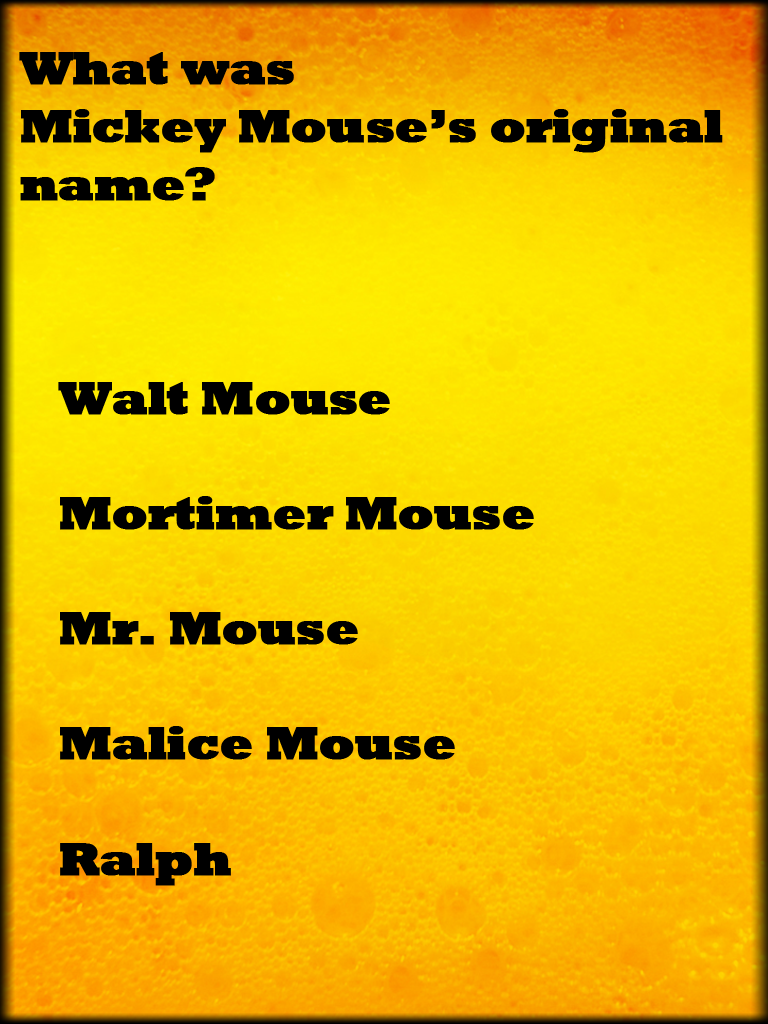 What was
Mickey Mouse’s original
name?
Walt Mouse
Mortimer Mouse
Mr. Mouse
Malice Mouse
Ralph